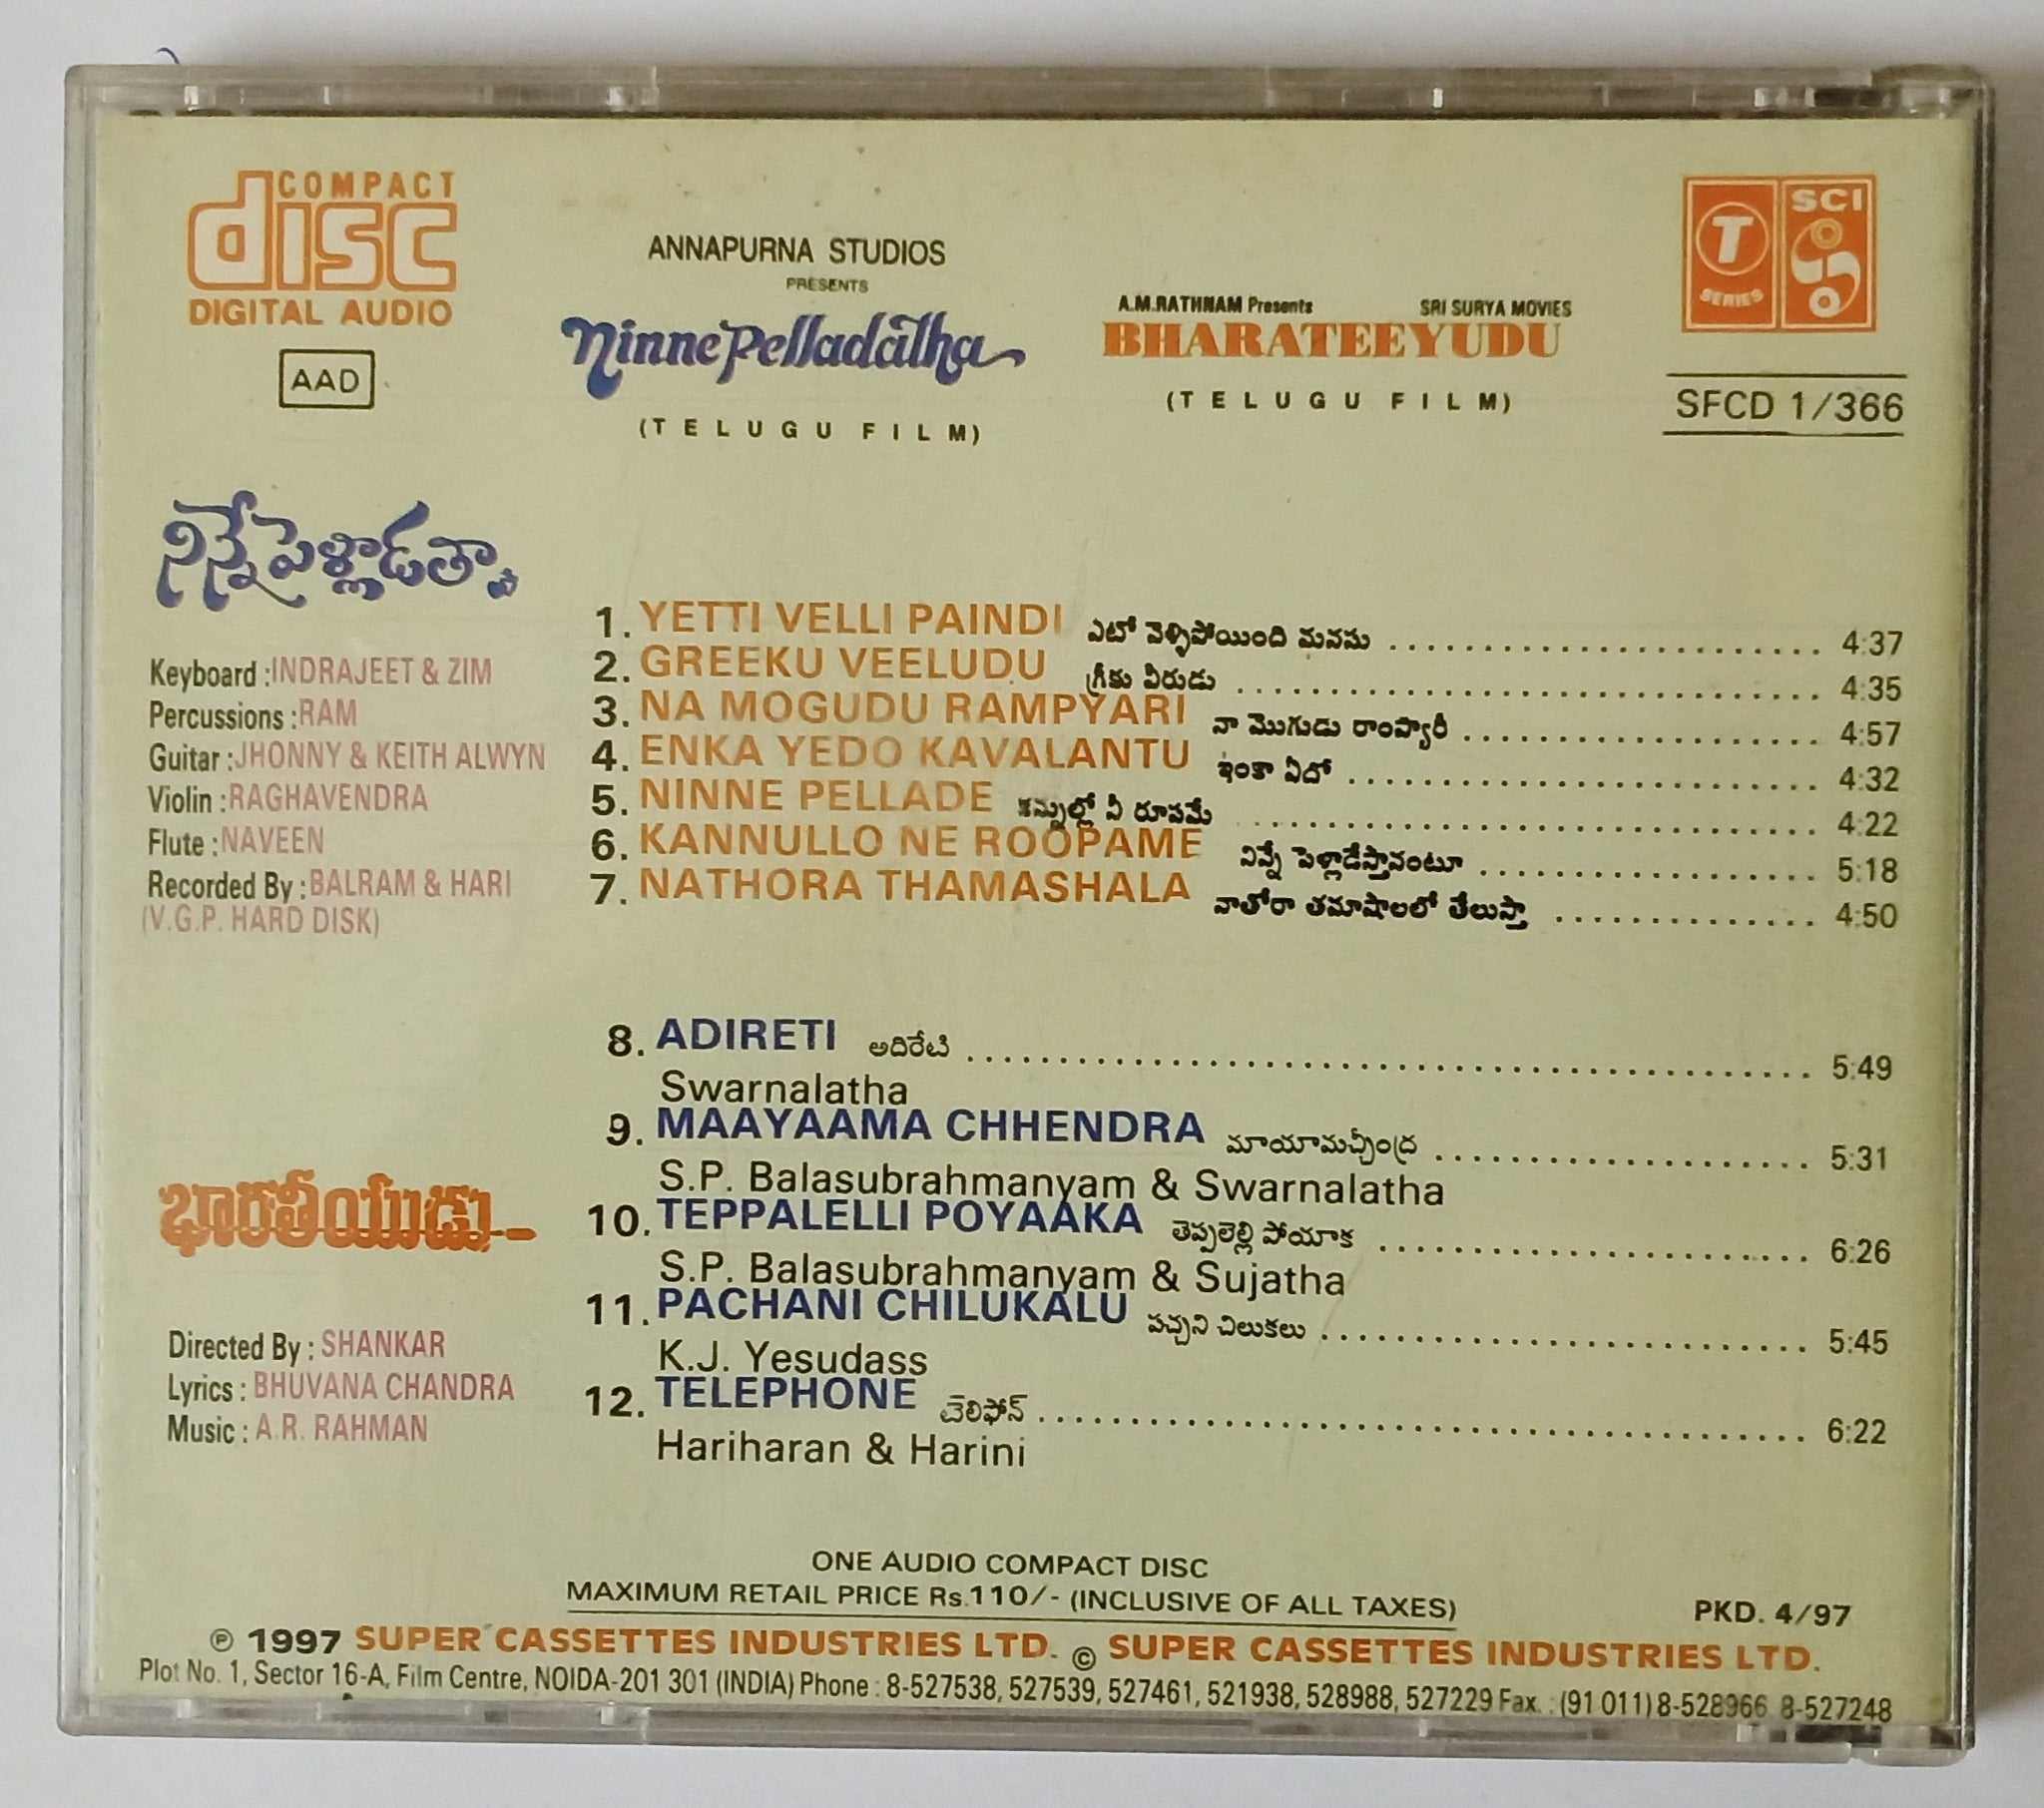 COMPACT
disc
DIGITAL AUDIO
AAD
ANNAPURNA STUDIOS
PRESENTS
Ninne Pelladatha
(TELUGU FILM)
A.M.RATHNAM Presents SRI SURYA MOVIES
BHARATEEYUDU
(TELUGU FILM)
T SERIES
SCI
SFCD 1/366
నిన్నే పెళ్లాడతా
Keyboard : INDRAJEET & ZIM
Percussions : RAM
Guitar : JHONNY & KEITH ALWYN
Violin : RAGHAVENDRA
Flute : NAVEEN
Recorded By : BALRAM & HARI
(V.G.P. HARD DISK)
1. YETTI VELLI PAINDI ఎటో వెళ్ళిపోయింది మనసు 4:37
2. GREEKU VEELUDU గ్రీకు వీరుడు 4:35
3. NA MOGUDU RAMPYARI నా మొగుడు రాంప్యారీ 4:57
4. ENKA YEDO KAVALANTU ఇంకా ఏదో 4:32
5. NINNE PELLADE కన్నుల్లో నీ రూపమే 4:22
6. KANNULLO NE ROOPAME నిన్నే పెళ్లాడేస్తానంటూ 5:18
7. NATHORA THAMASHALA నాతోరా తమాషాలలో తేలుస్తా 4:50
8. ADIRETI అదిరేటి 5:49
Swarnalatha
9. MAAYAAMA CHHENDRA మాయామచ్ఛీంద్ర 5:31
S.P. Balasubrahmanyam & Swarnalatha
10. TEPPALELLI POYAAKA తెప్పలెల్లి పోయాక 6:26
S.P. Balasubrahmanyam & Sujatha
11. PACHANI CHILUKALU పచ్చని చిలుకలు 5:45
K.J. Yesudass
12. TELEPHONE టెలిఫోన్ 6:22
Hariharan & Harini
భారతీయుడు
Directed By : SHANKAR
Lyrics : BHUVANA CHANDRA
Music : A.R. RAHMAN
ONE AUDIO COMPACT DISC
MAXIMUM RETAIL PRICE Rs.110/- (INCLUSIVE OF ALL TAXES)
PKD. 4/97
℗ 1997 SUPER CASSETTES INDUSTRIES LTD. © SUPER CASSETTES INDUSTRIES LTD.
Plot No. 1, Sector 16-A, Film Centre, NOIDA-201 301 (INDIA) Phone : 8-527538, 527539, 527461, 521938, 528988, 527229 Fax. : (91 011) 8-528966 8-527248